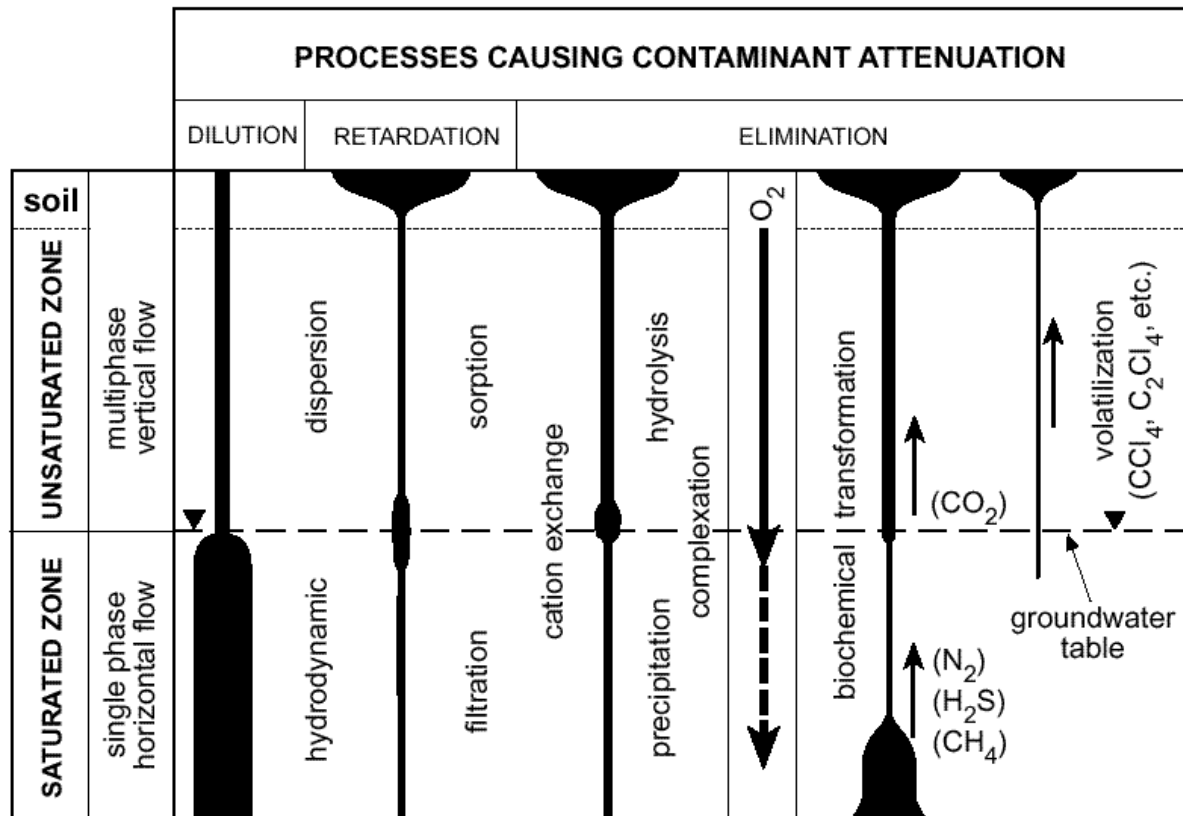 PROCESSES CAUSING CONTAMINANT ATTENUATION
DILUTION
RETARDATION
ELIMINATION
soil
UNSATURATED ZONE
multiphase
vertical flow
SATURATED ZONE
single phase
horizontal flow
hydrodynamic dispersion
sorption
filtration
cation exchange
hydrolysis
precipitation
complexation
O₂
biochemical transformation
(CO₂)
(N₂)
(H₂S)
(CH₄)
volatilization
(CCl₄, C₂Cl₄, etc.)
groundwater
table